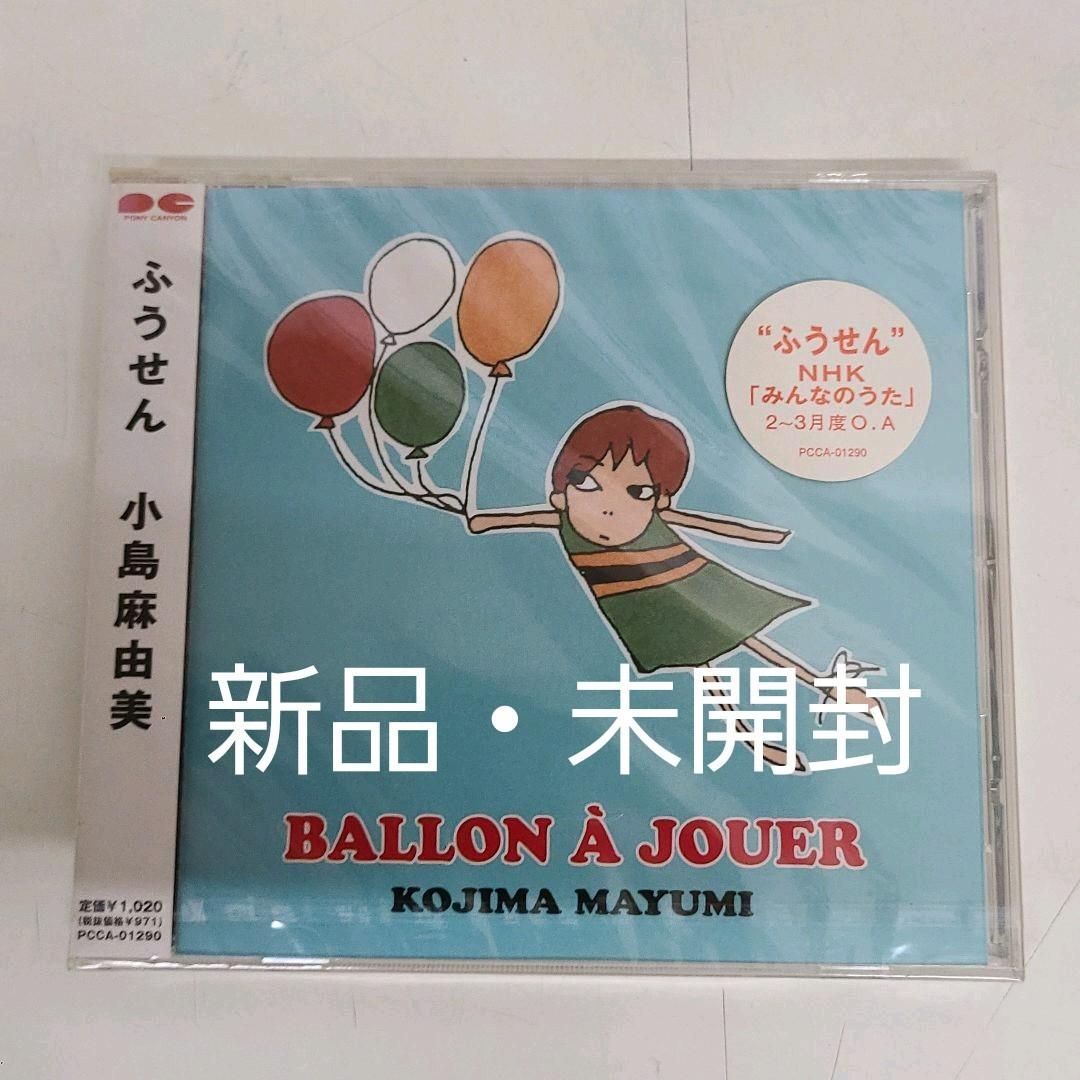 PONY CANYON
ふうせん 小島麻由美
定価¥1,020
(税抜価格¥971)
PCCA-01290
“ふうせん”
NHK
「みんなのうた」
2~3月度O.A
PCCA-01290
新品・未開封
BALLON À JOUER
KOJIMA MAYUMI